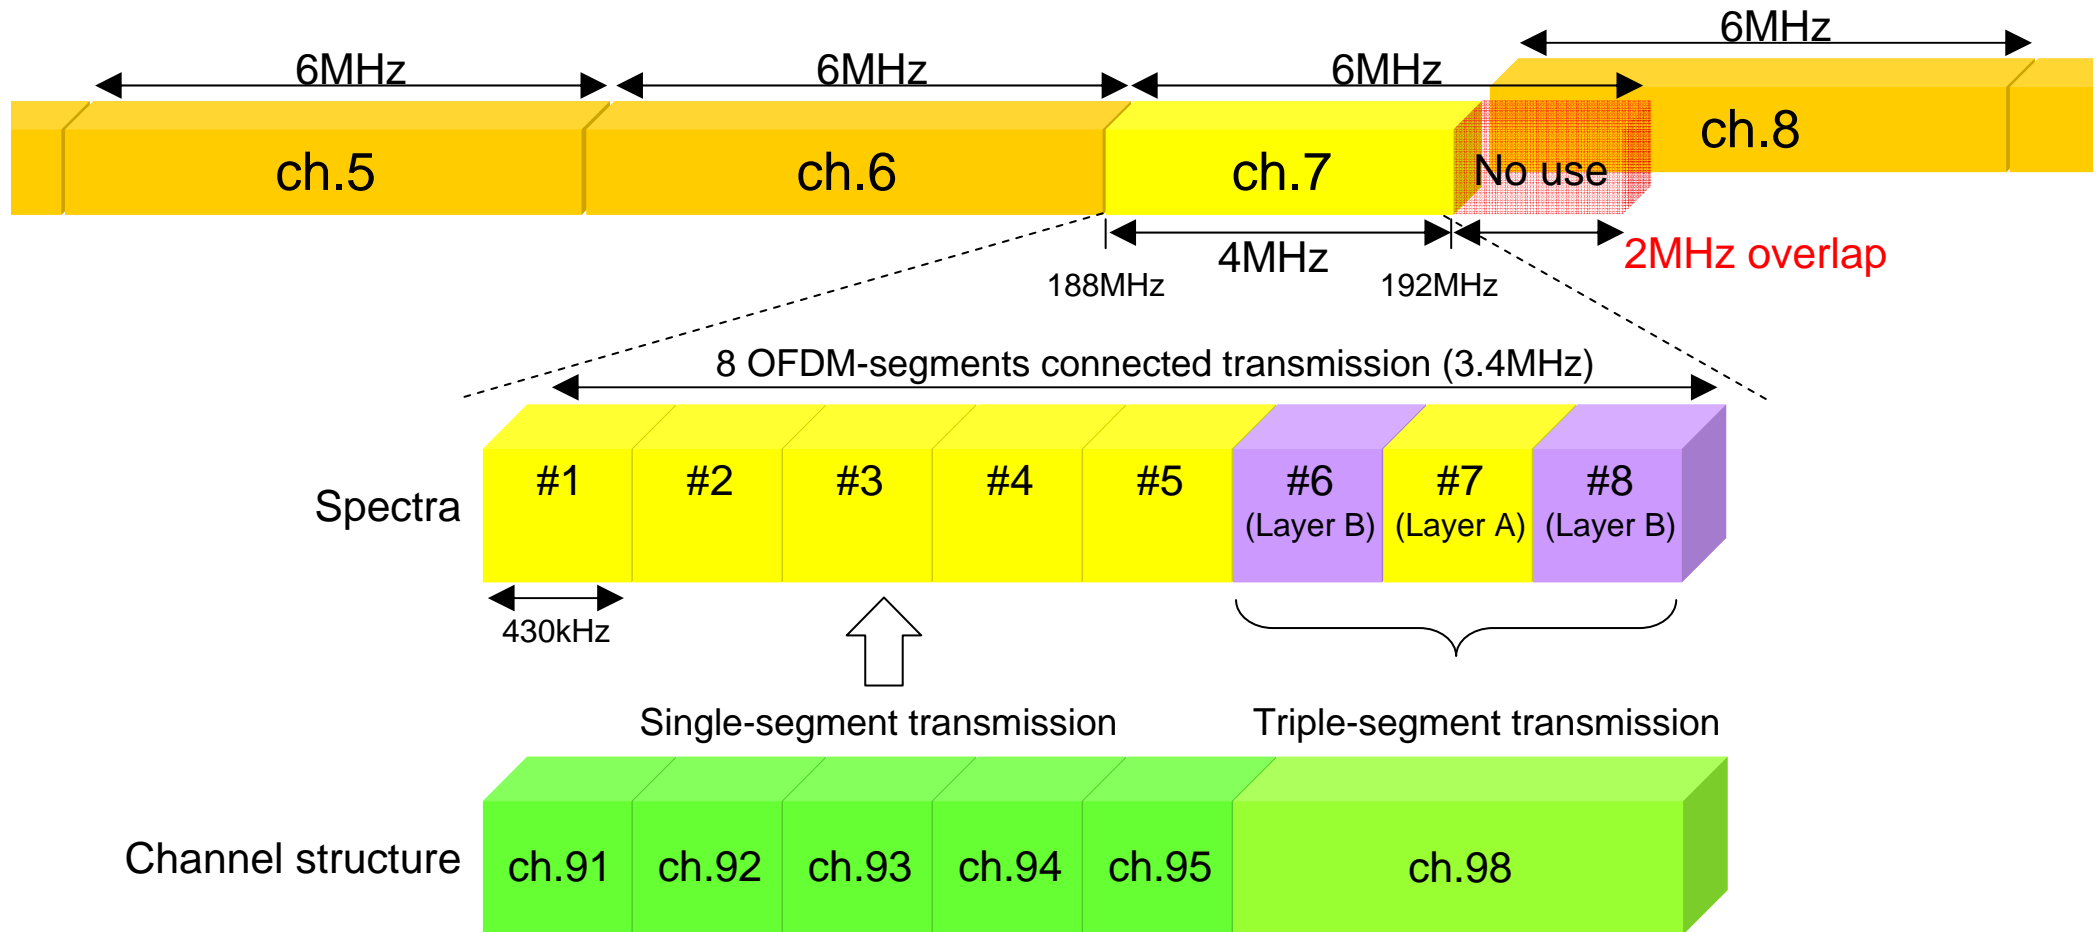 6MHz
6MHz
6MHz
6MHz
ch.5
ch.6
ch.7
No use
ch.8
4MHz
2MHz overlap
188MHz
192MHz
8 OFDM-segments connected transmission (3.4MHz)
Spectra
#1
#2
#3
#4
#5
#6
(Layer B)
#7
(Layer A)
#8
(Layer B)
430kHz
Single-segment transmission
Triple-segment transmission
Channel structure
ch.91
ch.92
ch.93
ch.94
ch.95
ch.98